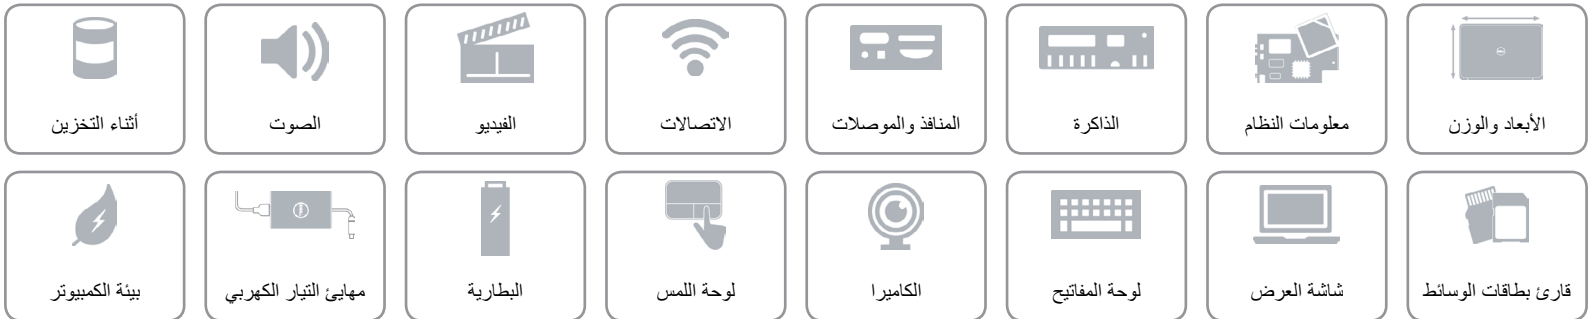 الأبعاد والوزن
معلومات النظام
الذاكرة
المنافذ والموصلات
الاتصالات
الفيديو
الصوت
أثناء التخزين
قارئ بطاقات الوسائط
شاشة العرض
لوحة المفاتيح
الكاميرا
لوحة اللمس
البطارية
مهايئ التيار الكهربي
بيئة الكمبيوتر